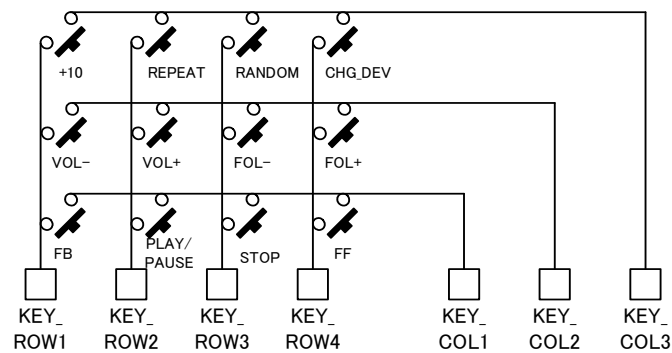 +10 REPEAT RANDOM CHG_DEV
VOL- VOL+ FOL- FOL+
FB PLAY/ STOP FF
PAUSE
KEY_ KEY_ KEY_ KEY_ KEY_ KEY_ KEY_
ROW1 ROW2 ROW3 ROW4 COL1 COL2 COL3